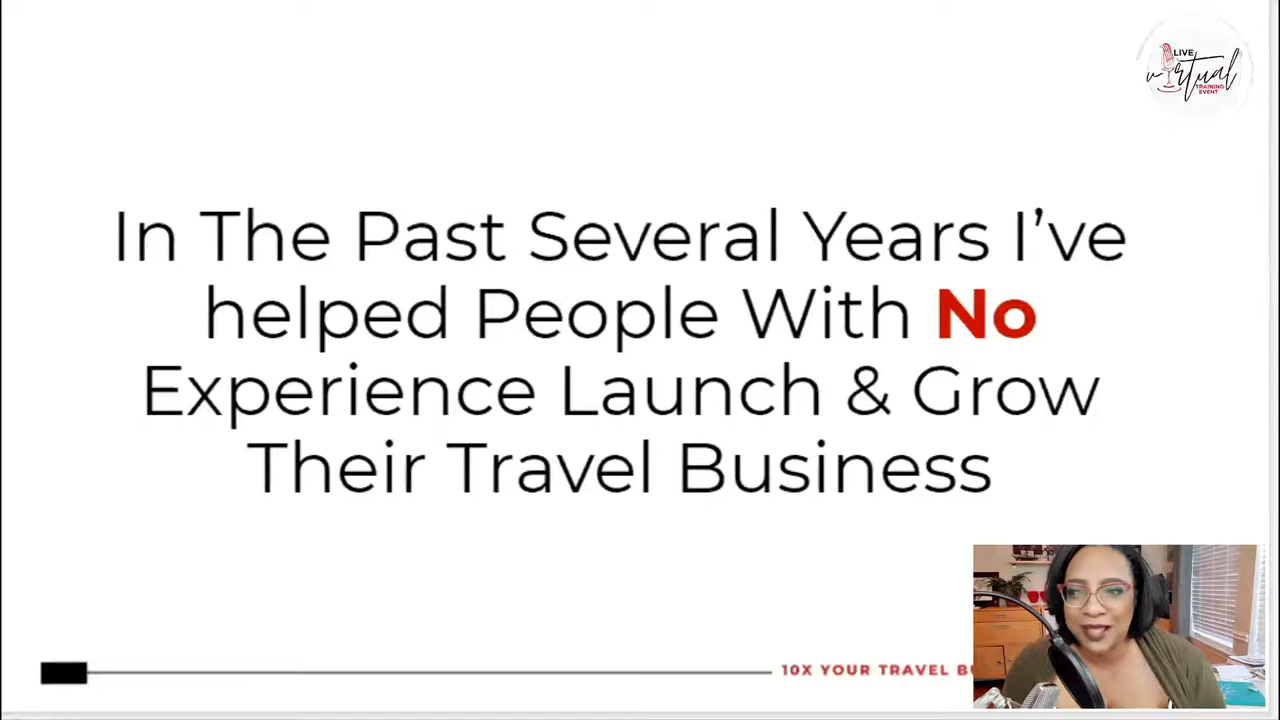 LIVE
virtual
TRAINING
EVENT
In The Past Several Years I’ve
helped People With No
Experience Launch & Grow
Their Travel Business
10X YOUR TRAVEL